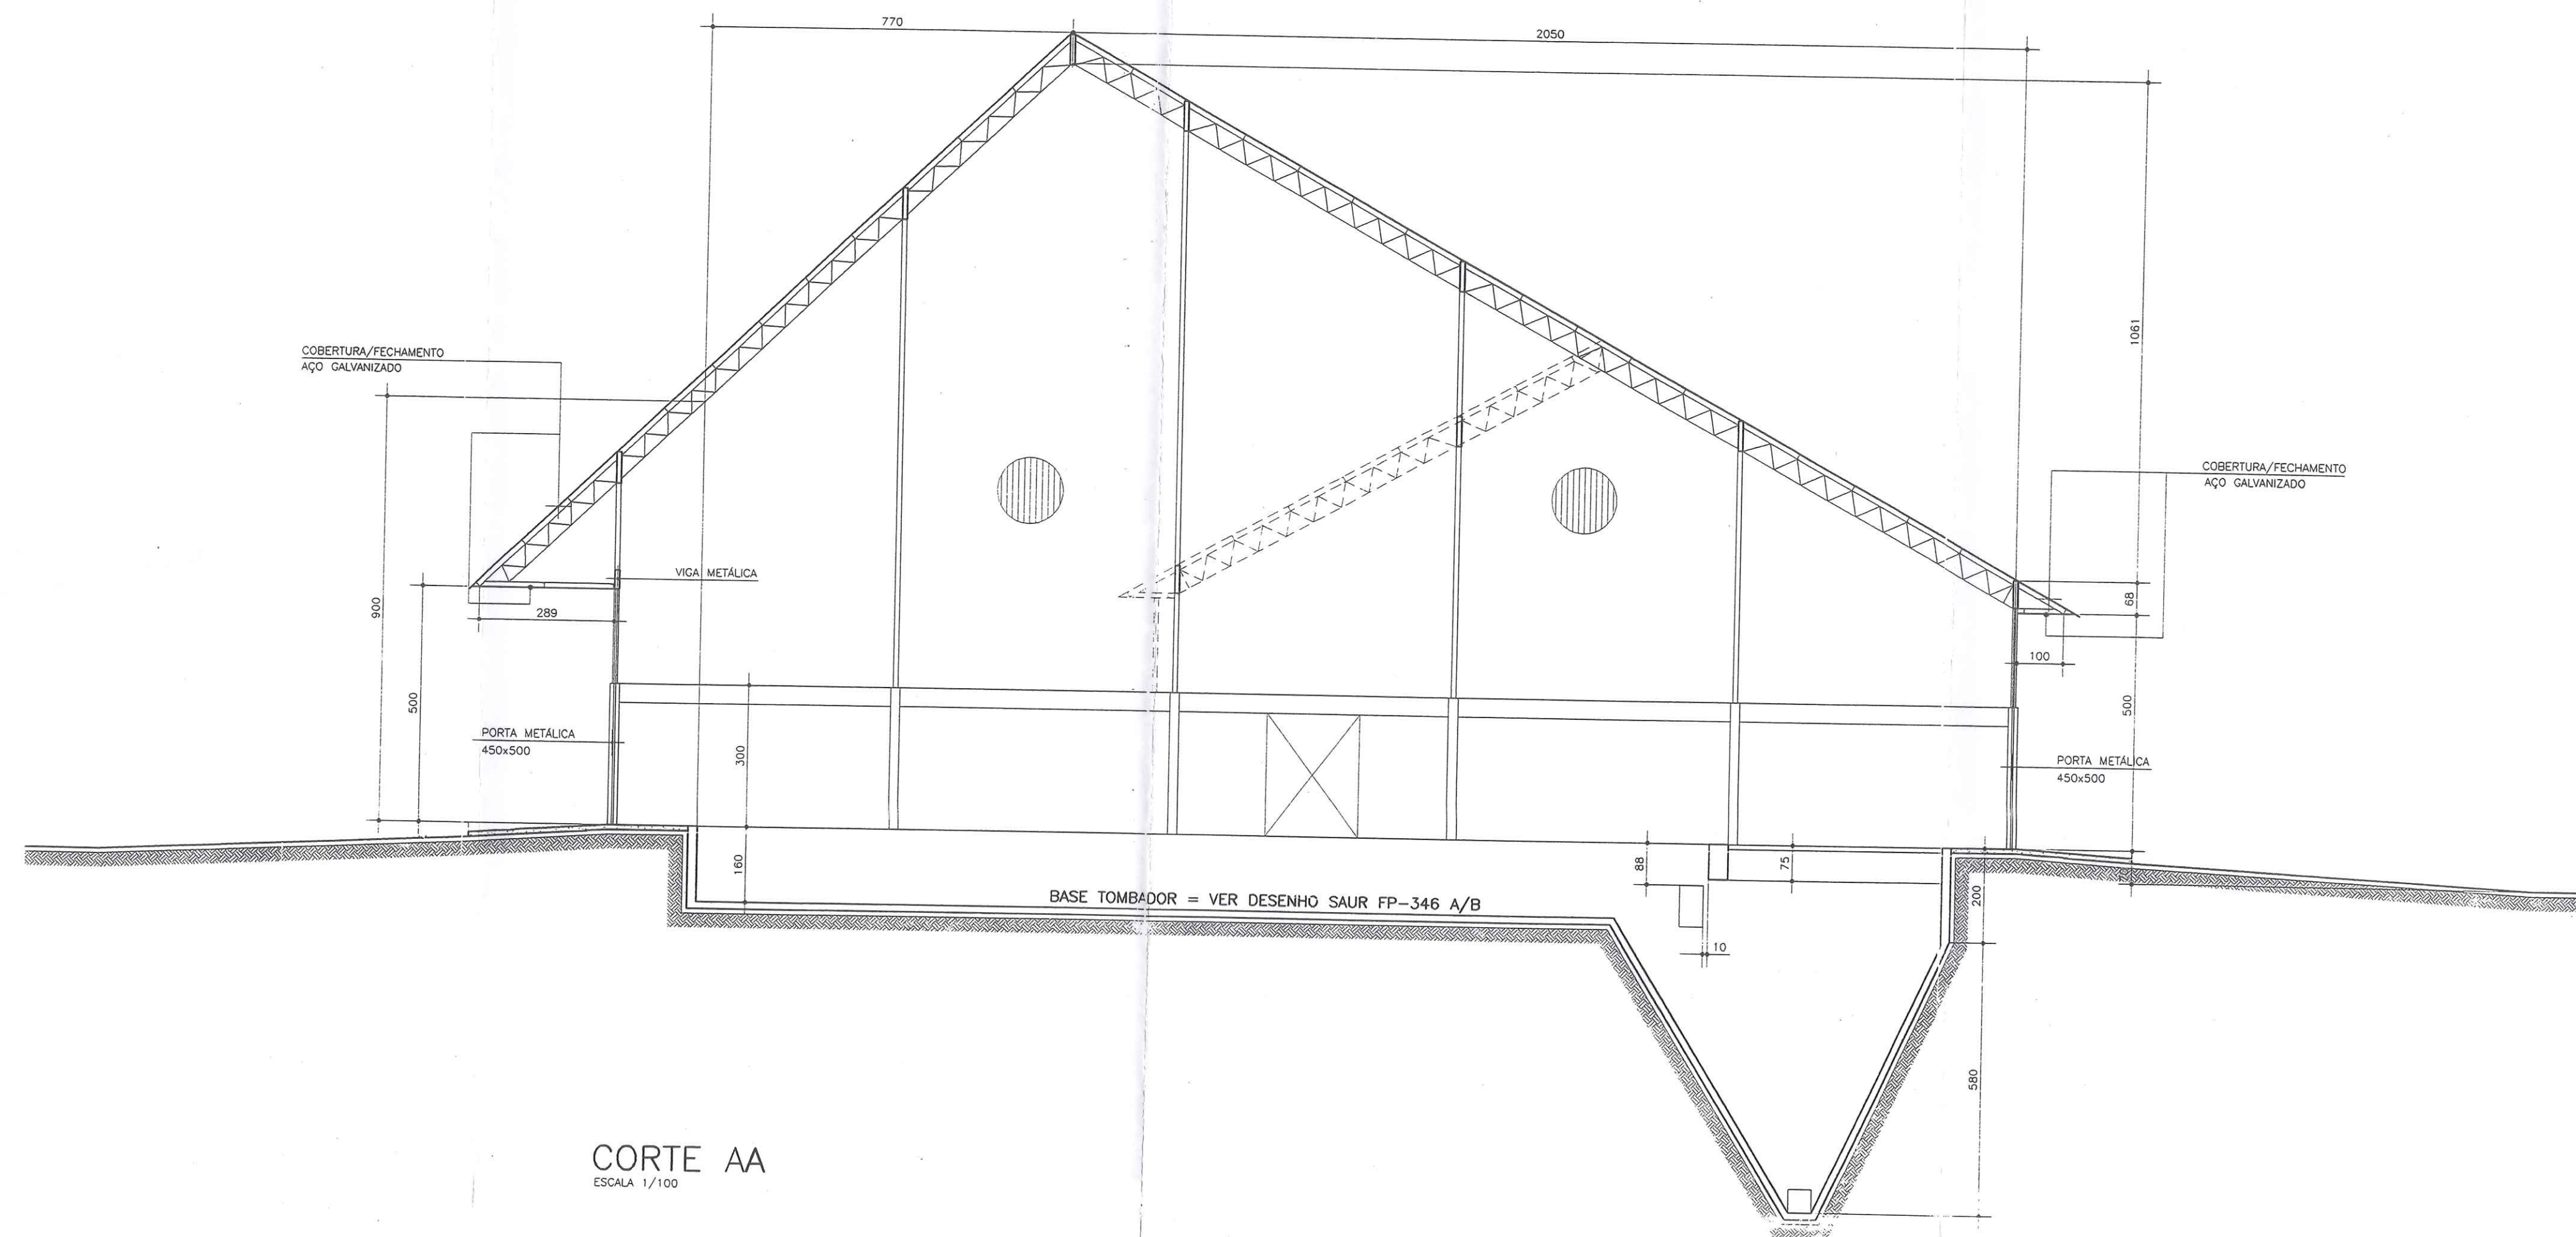 770
2050
1061
COBERTURA/FECHAMENTO
AÇO GALVANIZADO
COBERTURA/FECHAMENTO
AÇO GALVANIZADO
VIGA METÁLICA
900
289
68
100
500
500
PORTA METÁLICA
450x500
300
PORTA METÁLICA
450x500
160
88
75
200
BASE TOMBADOR = VER DESENHO SAUR FP-346 A/B
10
580
CORTE AA
ESCALA 1/100